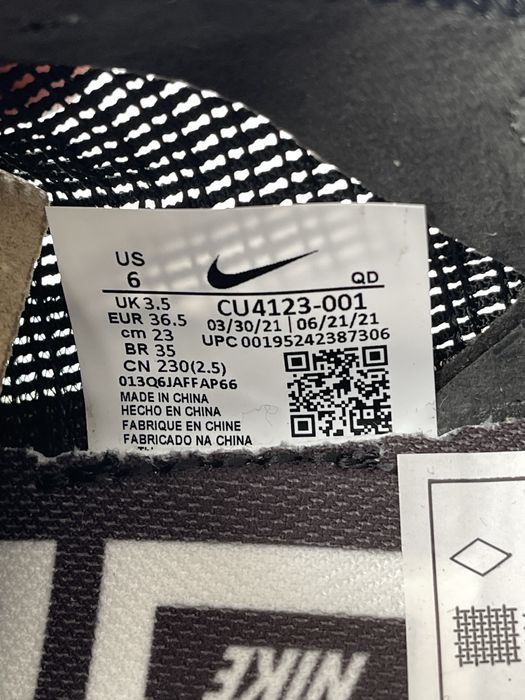 US
6
QD
UK 3.5
EUR 36.5
cm 23
BR 35
CN 230(2.5)
CU4123-001
03/30/21 | 06/21/21
UPC 00195242387306
013Q6JAFFAP66
MADE IN CHINA
HECHO EN CHINA
FABRIQUE EN CHINE
FABRICADO NA CHINA
NIKE